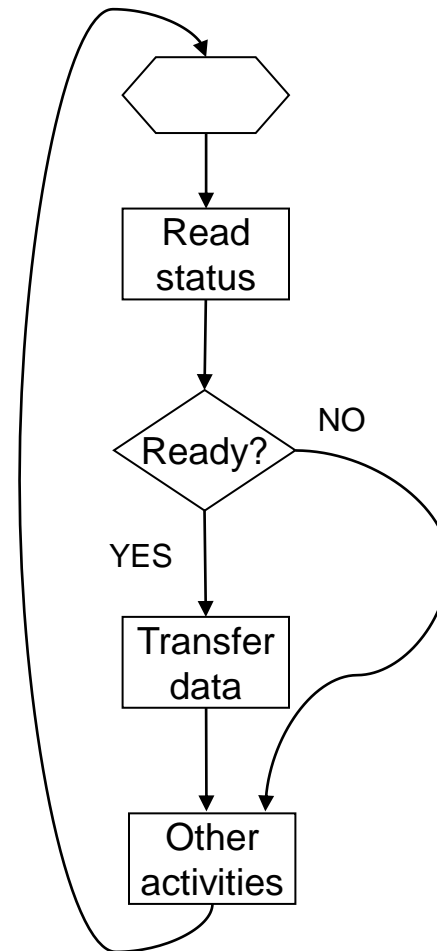 Read
status
Ready?
NO
YES
Transfer
data
Other
activities